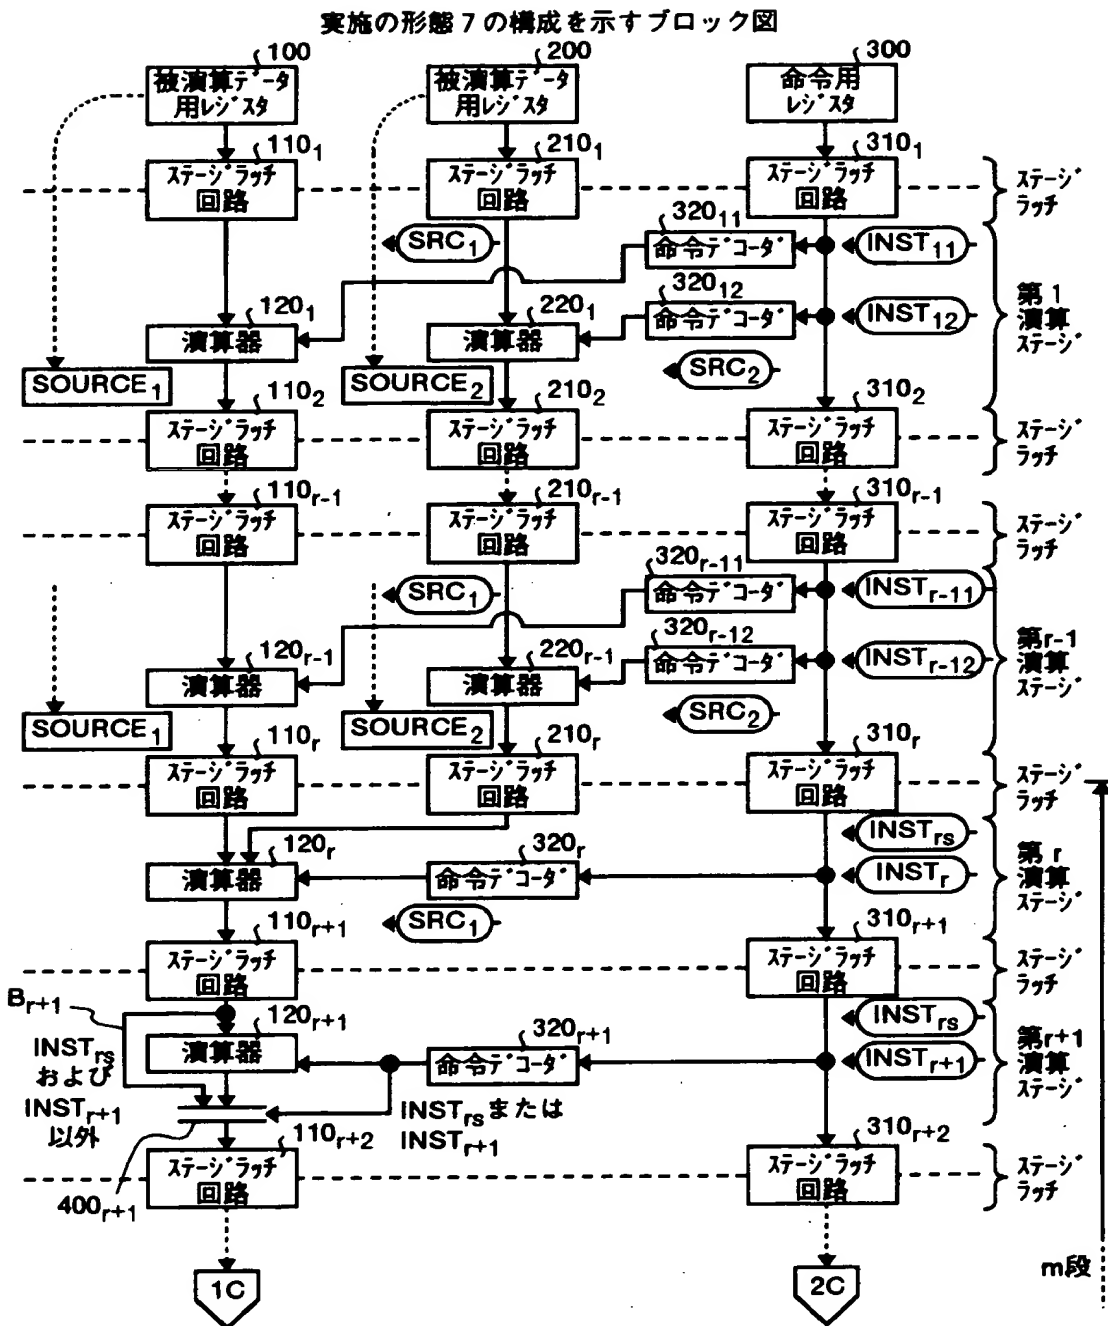 実施の形態7の構成を示すブロック図
100
200
300
被演算データ
用レジスタ
被演算データ
用レジスタ
命令用
レジスタ
110₁
210₁
310₁
ステージラッチ
回路
ステージラッチ
回路
ステージラッチ
回路
ステージ
ラッチ
SRC₁
320₁₁
命令デコーダ
INST₁₁
320₁₂
命令デコーダ
INST₁₂
第1
演算
ステージ
120₁
演算器
220₁
演算器
SRC₂
SOURCE₁
SOURCE₂
110₂
210₂
310₂
ステージラッチ
回路
ステージラッチ
回路
ステージラッチ
回路
ステージ
ラッチ
110r-1
210r-1
310r-1
ステージラッチ
回路
ステージラッチ
回路
ステージラッチ
回路
ステージ
ラッチ
SRC₁
320r-11
命令デコーダ
INSTr-11
320r-12
命令デコーダ
INSTr-12
第r-1
演算
ステージ
120r-1
演算器
220r-1
演算器
SRC₂
SOURCE₁
SOURCE₂
110r
210r
310r
ステージラッチ
回路
ステージラッチ
回路
ステージラッチ
回路
ステージ
ラッチ
INSTrs
120r
演算器
320r
命令デコーダ
INSTr
第r
演算
ステージ
SRC₁
110r+1
310r+1
ステージラッチ
回路
ステージラッチ
回路
ステージ
ラッチ
Br+1
INSTrs
120r+1
演算器
320r+1
命令デコーダ
INSTr+1
第r+1
演算
ステージ
INSTrs
および
INSTr+1
以外
INSTrsまたは
INSTr+1
110r+2
310r+2
ステージラッチ
回路
ステージラッチ
回路
ステージ
ラッチ
400r+1
1C
2C
m段